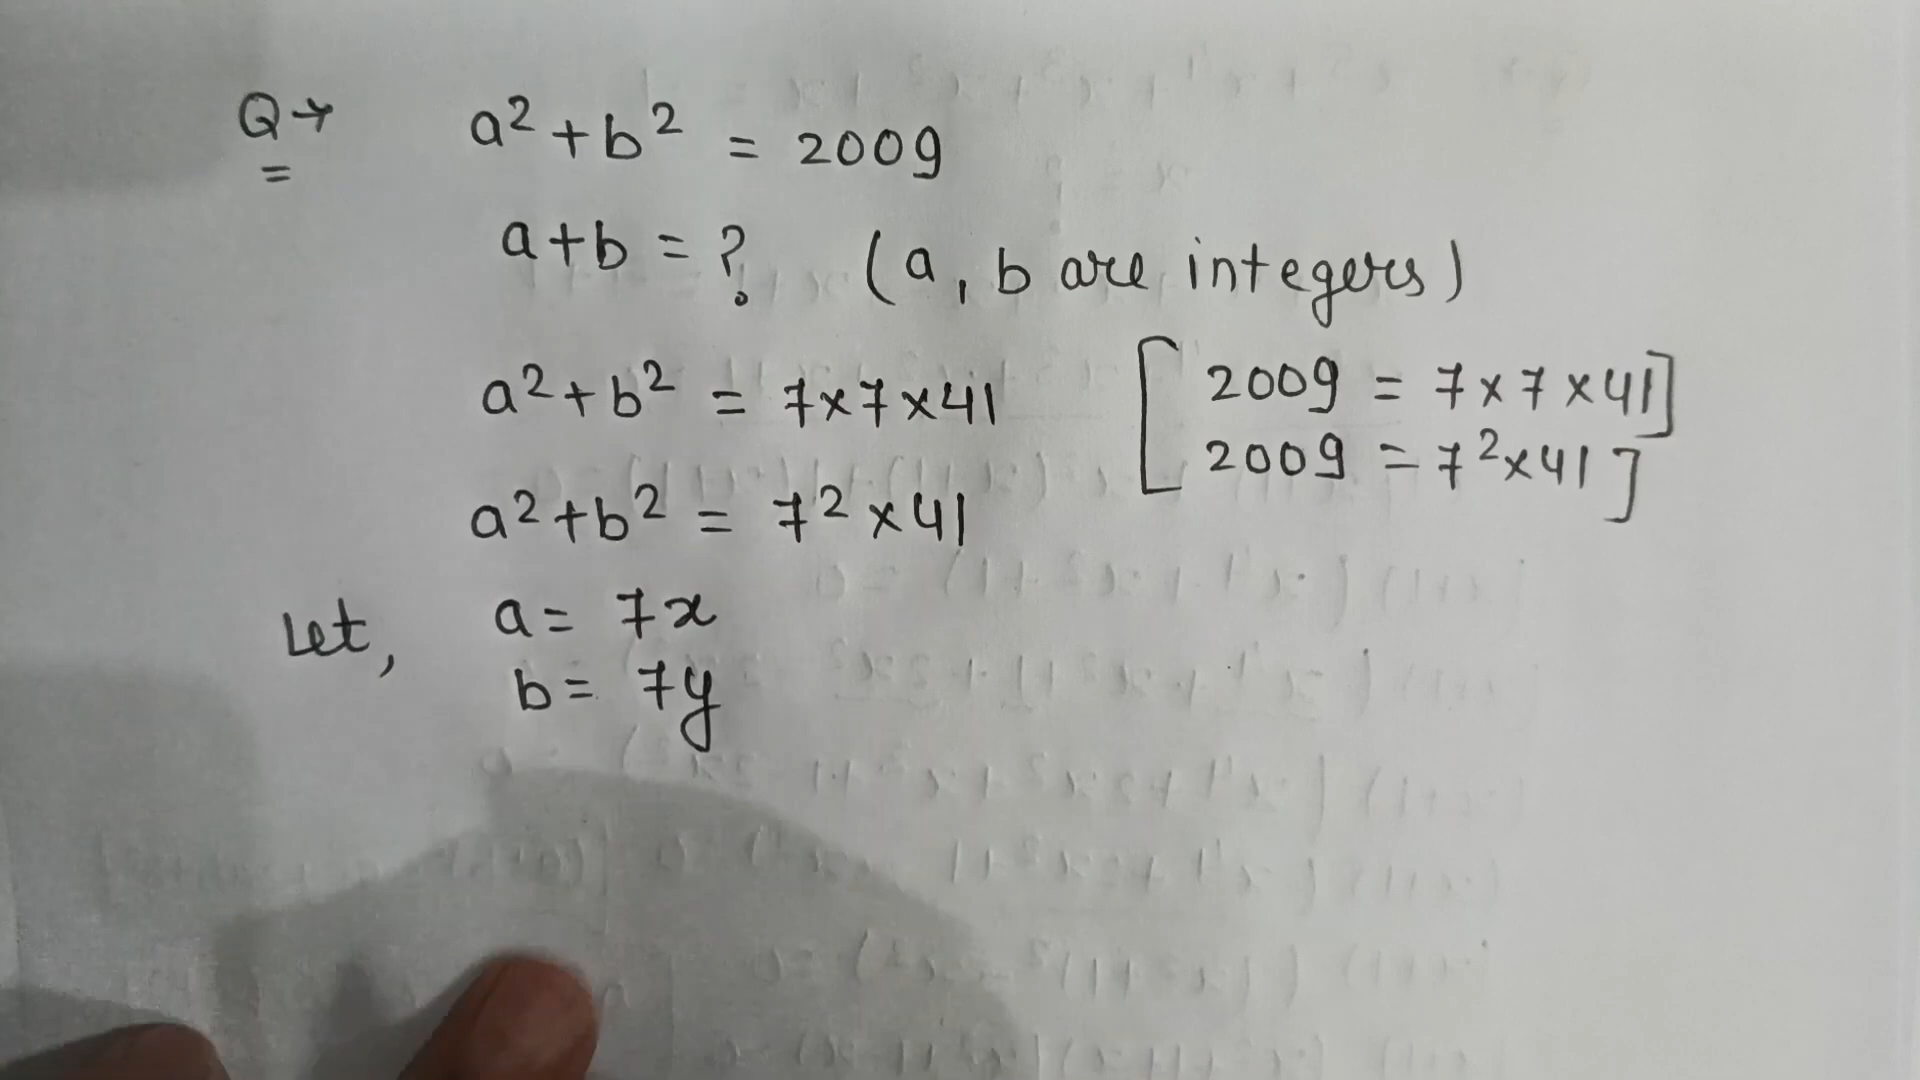 Q→ a²+b² = 2009
a+b = ? (a, b are integers)
a²+b² = 7×7×41 [2009 = 7×7×41]
a²+b² = 7²×41 [2009 = 7²×41]
Let, a = 7x
b = 7y